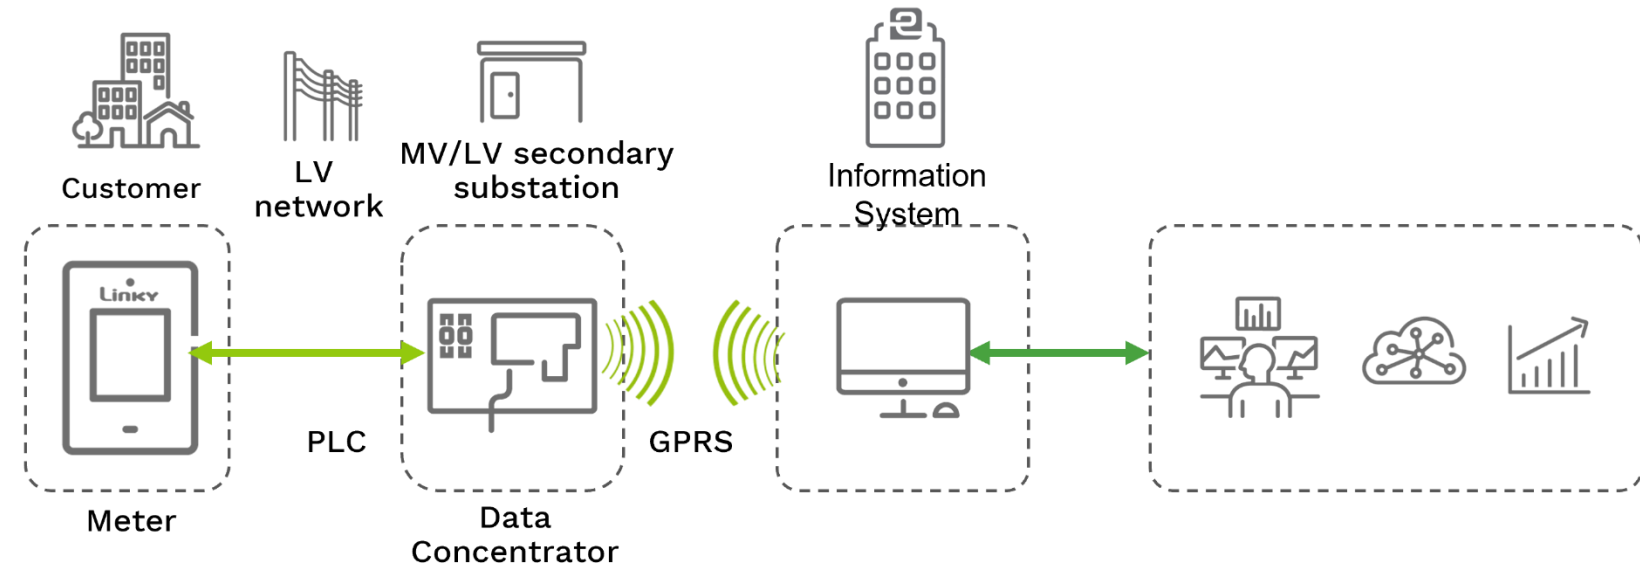 Customer
LV
network
MV/LV secondary
substation
Information
System
Linky
PLC
GPRS
Meter
Data
Concentrator